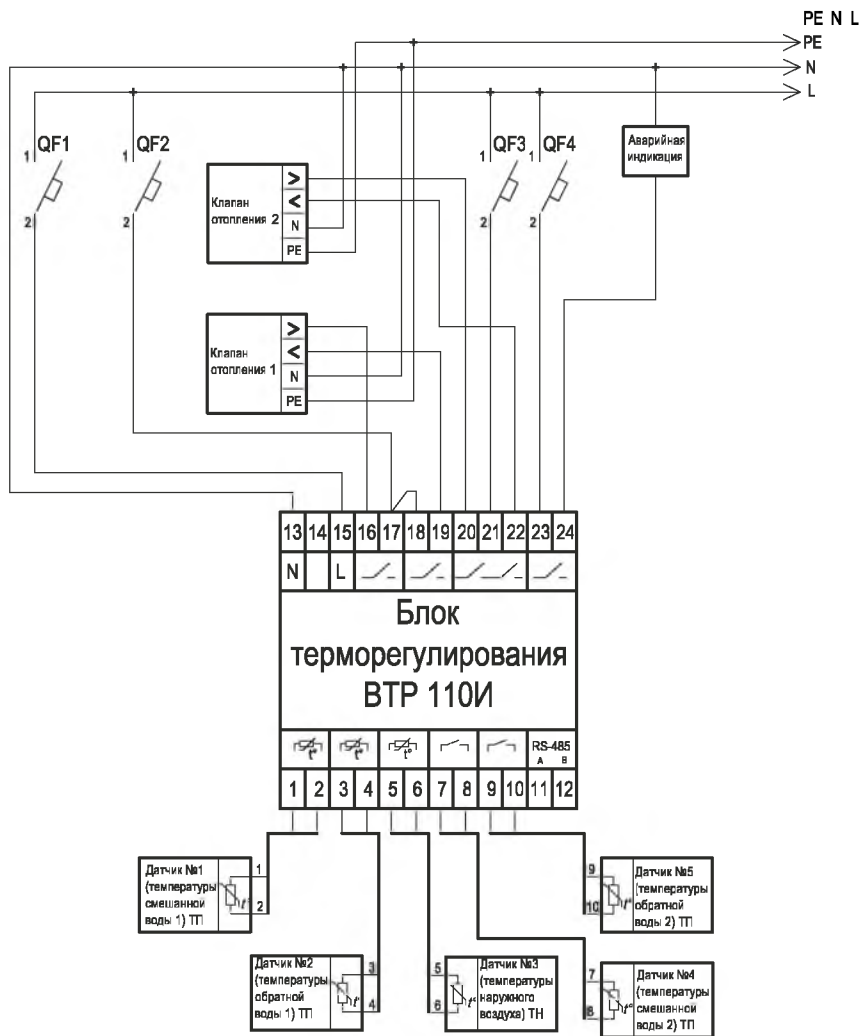 PE N L
PE
N
L
QF1
1
2
QF2
1
2
Клапан
отопления 2
>
<
N
PE
QF3
1
2
QF4
1
2
Аварийная
индикация
Клапан
отопления 1
>
<
N
PE
13 14 15 16 17 18 19 20 21 22 23 24
N L
Блок
терморегулирования
ВТР 110И
t° t° t° RS-485
A B
1 2 3 4 5 6 7 8 9 10 11 12
Датчик №1
(температуры
смешанной
воды 1) ТП
1
2
t°
Датчик №5
(температуры
обратной
воды 2) ТП
9
10
t°
Датчик №2
(температуры
обратной
воды 1) ТП
3
4
t°
Датчик №3
(температуры
наружного
воздуха) ТН
5
6
t°
Датчик №4
(температуры
смешанной
воды 2) ТП
7
8
t°